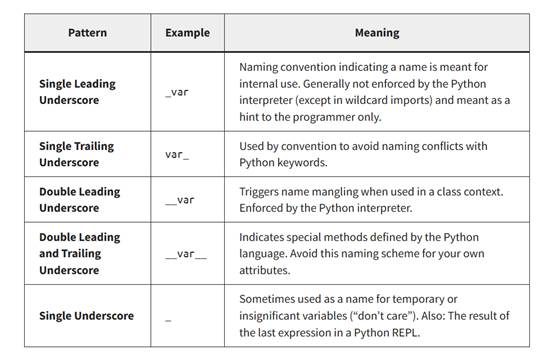 Pattern Example Meaning
Single Leading
Underscore
_var
Naming convention indicating a name is meant for
internal use. Generally not enforced by the Python
interpreter (except in wildcard imports) and meant as a
hint to the programmer only.
Single Trailing
Underscore
var_
Used by convention to avoid naming conflicts with
Python keywords.
Double Leading
Underscore
__var
Triggers name mangling when used in a class context.
Enforced by the Python interpreter.
Double Leading
and Trailing
Underscore
__var__
Indicates special methods defined by the Python
language. Avoid this naming scheme for your own
attributes.
Single Underscore
_
Sometimes used as a name for temporary or
insignificant variables (“don’t care”). Also: The result of
the last expression in a Python REPL.